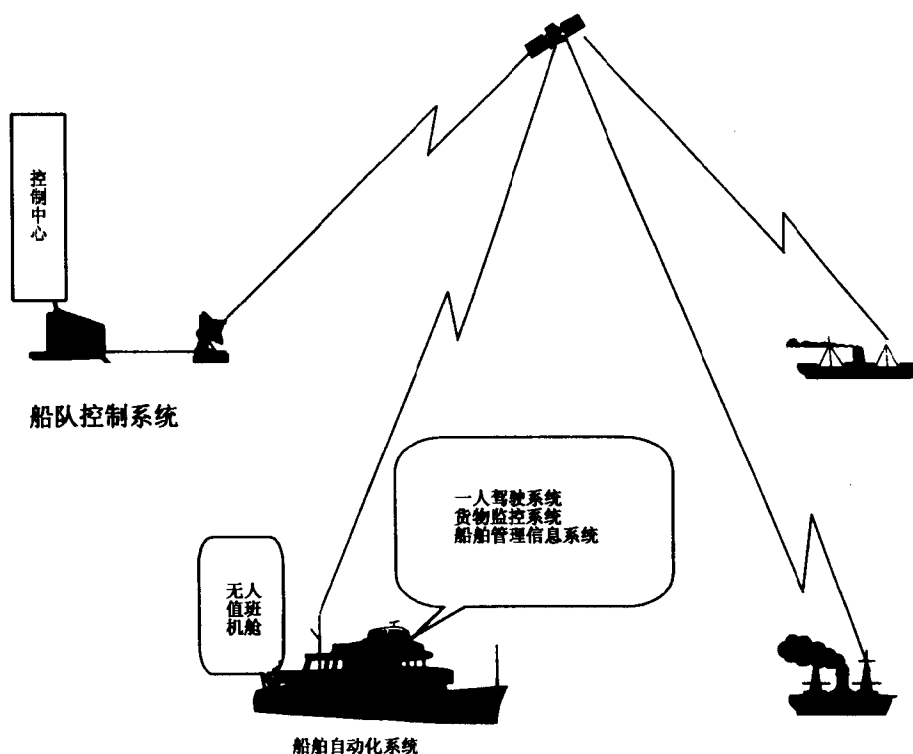 控制中心
船队控制系统
一人驾驶系统
货物监控系统
船舶管理信息系统
无人
值班
机舱
船舶自动化系统